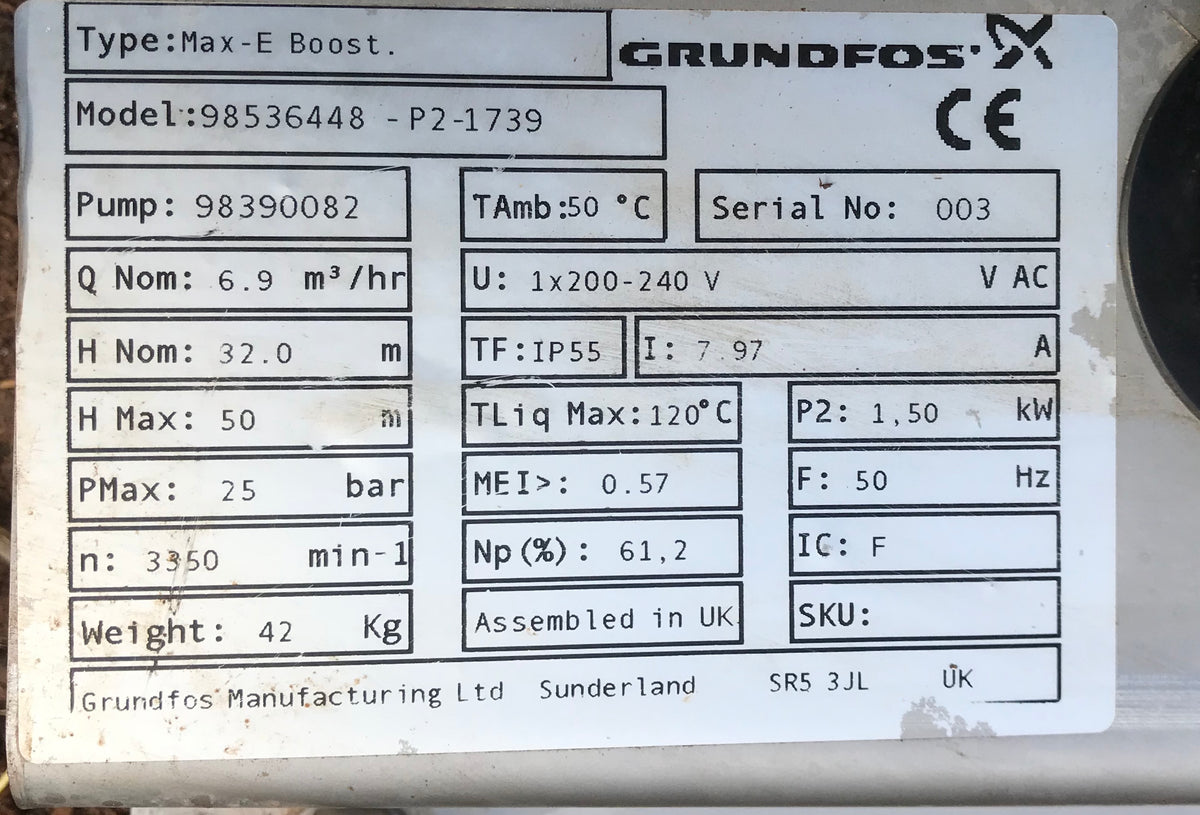 Type:Max-E Boost.
GRUNDFOS
Model:98536448 -P2-1739
CE
Pump: 98390082
TAmb:50 °C
Serial No: 003
Q Nom: 6.9 m³/hr
U: 1x200-240 V V AC
H Nom: 32.0 m
TF:IP55
I: 7.97 A
H Max: 50 m
TLiq Max:120°C
P2: 1,50 kW
PMax: 25 bar
MEI>: 0.57
F: 50 Hz
n: 3350 min-1
Np(%): 61,2
IC: F
Weight: 42 Kg
Assembled in UK.
SKU:
Grundfos Manufacturing Ltd Sunderland SR5 3JL UK